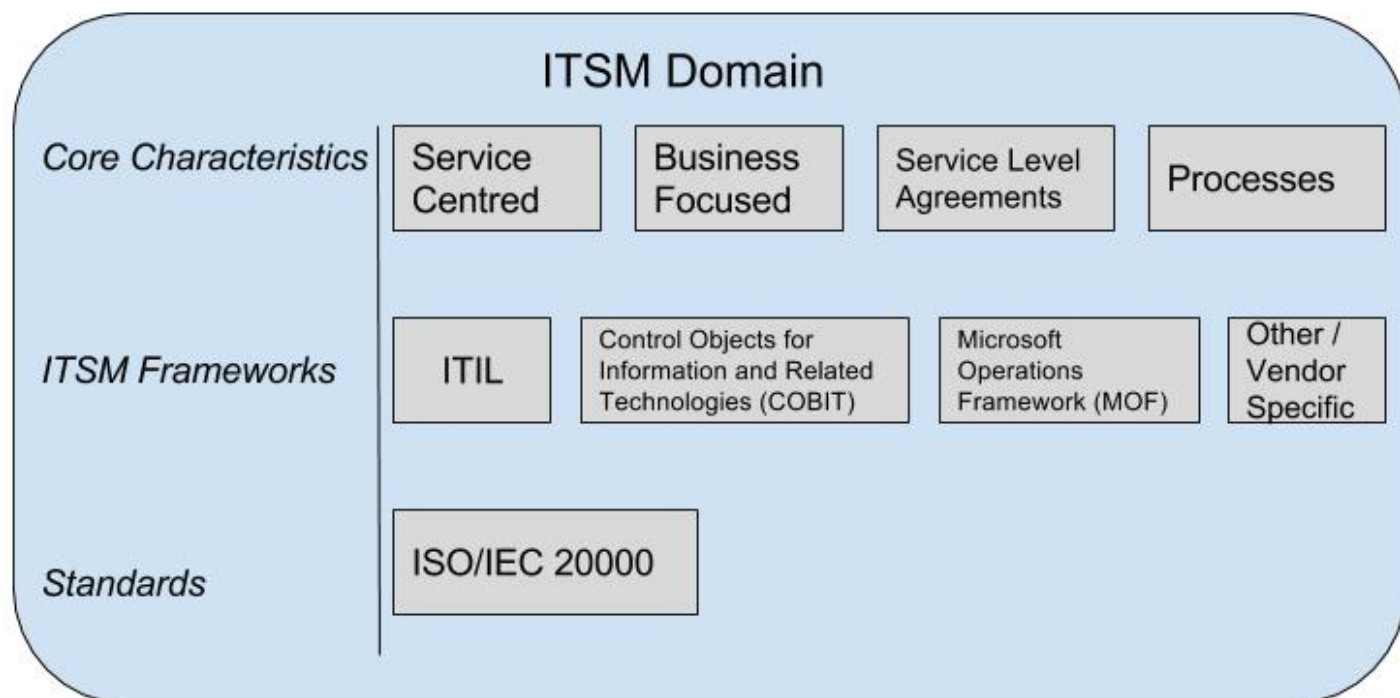 ITSM Domain
Core Characteristics
Service
Centred
Business
Focused
Service Level
Agreements
Processes
ITSM Frameworks
ITIL
Control Objects for
Information and Related
Technologies (COBIT)
Microsoft
Operations
Framework (MOF)
Other /
Vendor
Specific
Standards
ISO/IEC 20000